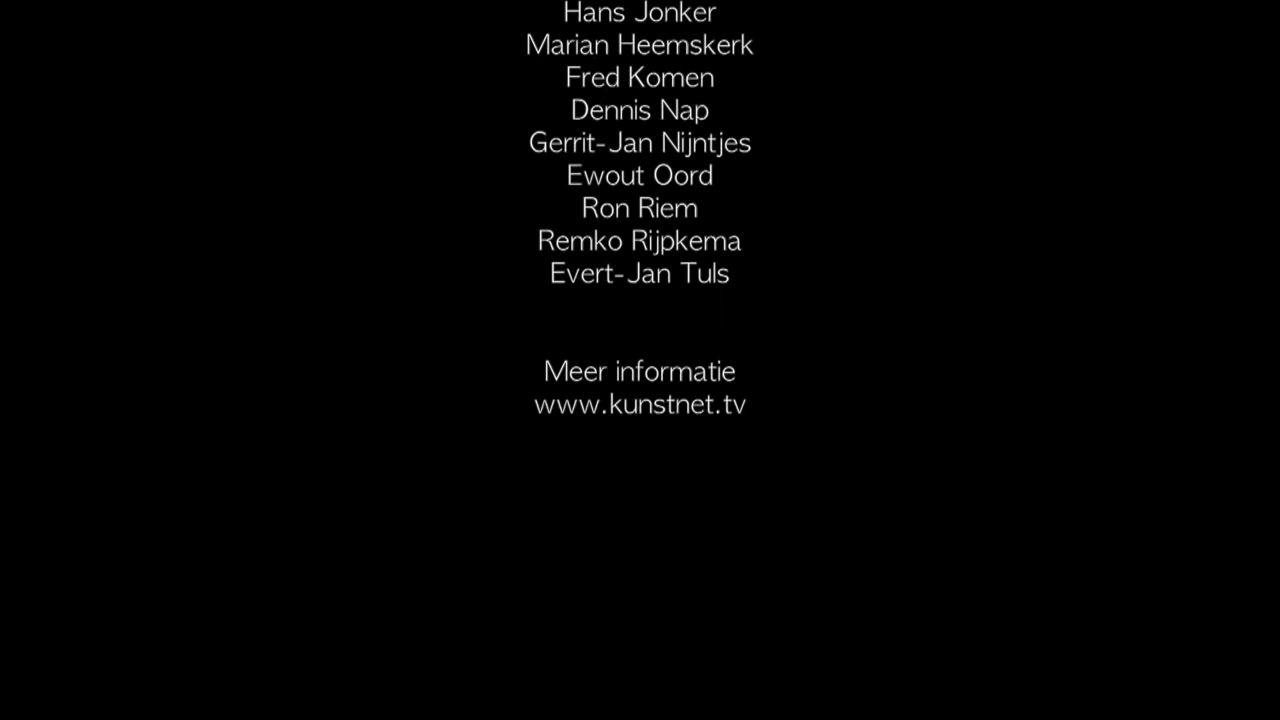 Hans Jonker
Marian Heemskerk
Fred Komen
Dennis Nap
Gerrit-Jan Nijntjes
Ewout Oord
Ron Riem
Remko Rijpkema
Evert-Jan Tuls
Meer informatie
www.kunstnet.tv